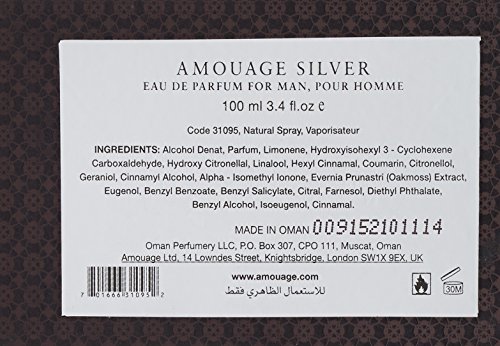 AMOUAGE SILVER
EAU DE PARFUM FOR MAN, POUR HOMME
100 ml 3.4 fl.oz e
Code 31095, Natural Spray, Vaporisateur
INGREDIENTS: Alcohol Denat, Parfum, Limonene, Hydroxyisohexyl 3 - Cyclohexene
Carboxaldehyde, Hydroxy Citronellal, Linalool, Hexyl Cinnamal, Coumarin, Citronellol,
Geraniol, Cinnamyl Alcohol, Alpha - Isomethyl Ionone, Evernia Prunastri (Oakmoss) Extract,
Eugenol, Benzyl Benzoate, Benzyl Salicylate, Citral, Farnesol, Diethyl Phthalate,
Benzyl Alcohol, Isoeugenol, Cinnamal.
MADE IN OMAN 009152101114
Oman Perfumery LLC, P.O. Box 307, CPO 111, Muscat, Oman
Amouage Ltd, 14 Lowndes Street, Knightsbridge, London SW1X 9EX, UK
www.amouage.com
للاستعمال الظاهري فقط
7 01666 31095 2
30M